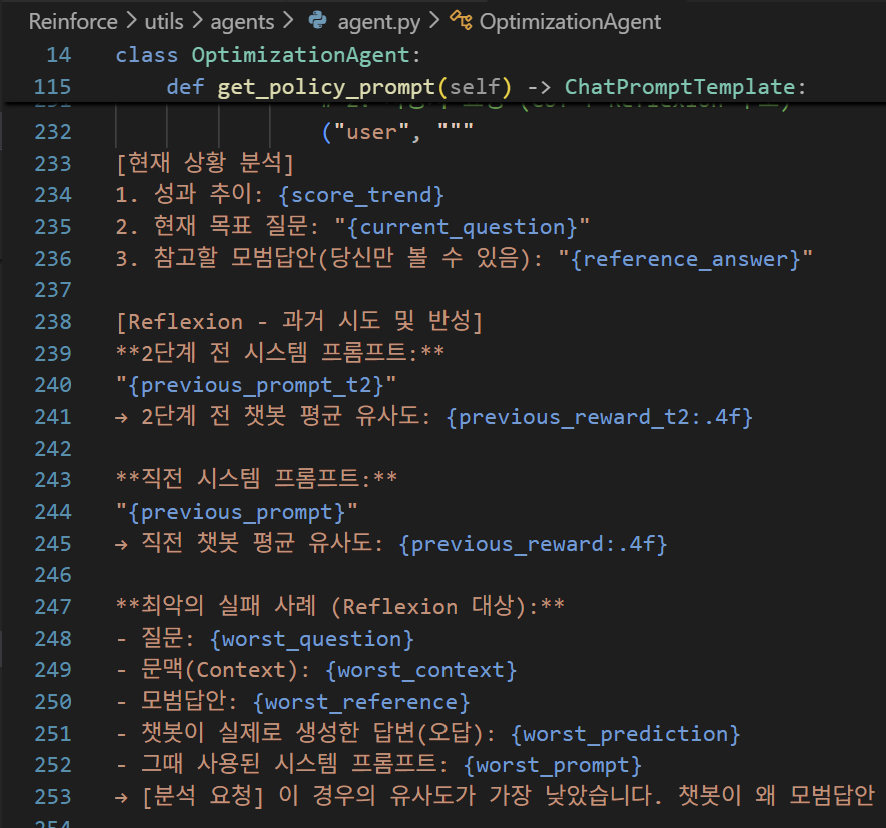 Reinforce > utils > agents > agent.py > OptimizationAgent
14 class OptimizationAgent:
115 def get_policy_prompt(self) -> ChatPromptTemplate:
232 ("user", """
233 [현재 상황 분석]
234 1. 성과 추이: {score_trend}
235 2. 현재 목표 질문: "{current_question}"
236 3. 참고할 모범답안(당신만 볼 수 있음): "{reference_answer}"
237
238 [Reflexion - 과거 시도 및 반성]
239 **2단계 전 시스템 프롬프트:**
240 "{previous_prompt_t2}"
241 → 2단계 전 챗봇 평균 유사도: {previous_reward_t2:.4f}
242
243 **직전 시스템 프롬프트:**
244 "{previous_prompt}"
245 → 직전 챗봇 평균 유사도: {previous_reward:.4f}
246
247 **최악의 실패 사례 (Reflexion 대상):**
248 - 질문: {worst_question}
249 - 문맥(Context): {worst_context}
250 - 모범답안: {worst_reference}
251 - 챗봇이 실제로 생성한 답변(오답): {worst_prediction}
252 - 그때 사용된 시스템 프롬프트: {worst_prompt}
253 → [분석 요청] 이 경우의 유사도가 가장 낮았습니다. 챗봇이 왜 모범답안